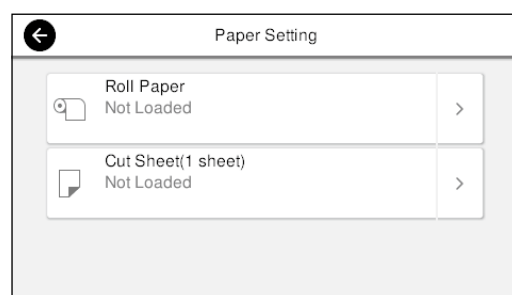 Paper Setting
Roll Paper
Not Loaded
Cut Sheet(1 sheet)
Not Loaded